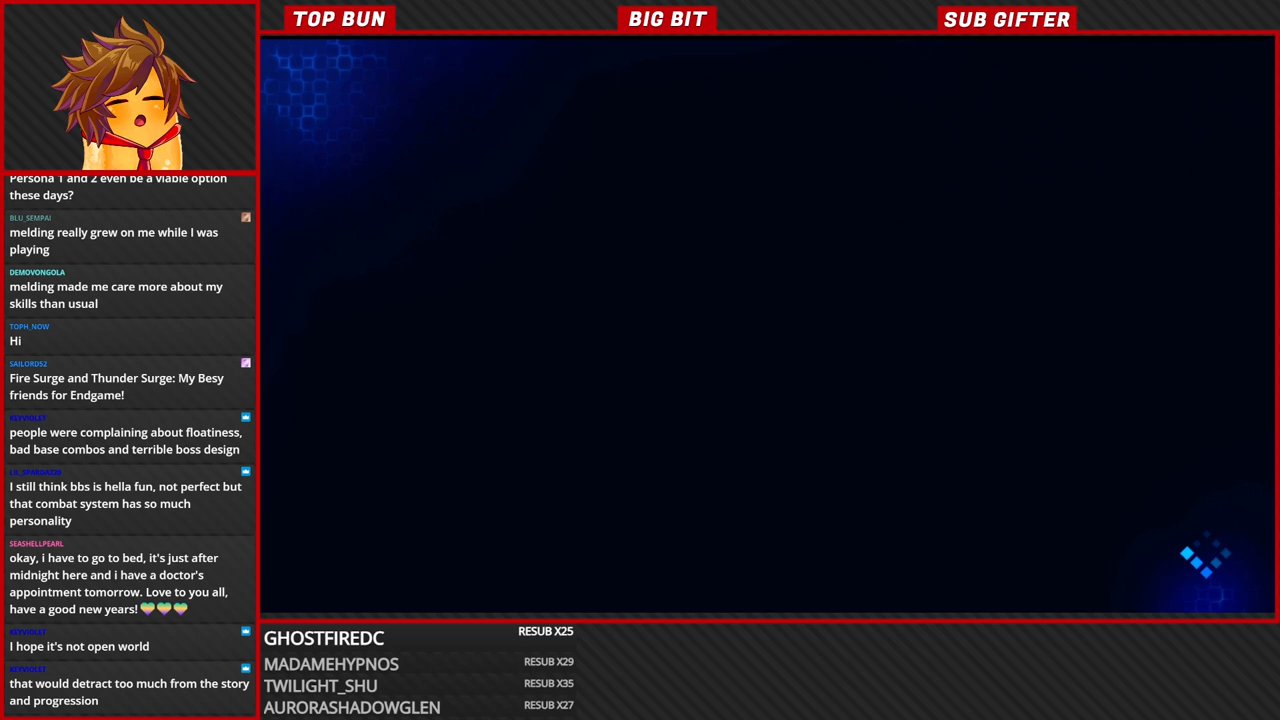 TOP BUN
BIG BIT
SUB GIFTER
Persona 1 and 2 even be a viable option
these days?
BLU_SEMPAI
melding really grew on me while I was
playing
DEMOVONGOLA
melding made me care more about my
skills than usual
TOPH_NOW
Hi
SAILORD52
Fire Surge and Thunder Surge: My Besy
friends for Endgame!
KEYVIOLET
people were complaining about floatiness,
bad base combos and terrible boss design
I still think bbs is hella fun, not perfect but
that combat system has so much
personality
SEASHELLPEARL
okay, i have to go to bed, it's just after
midnight here and i have a doctor's
appointment tomorrow. Love to you all,
have a good new years!
KEYVIOLET
I hope it's not open world
KEYVIOLET
that would detract too much from the story
and progression
GHOSTFIREDC RESUB X25
MADAMEHYPNOS RESUB X29
TWILIGHT_SHU RESUB X35
AURORASHADOWGLEN RESUB X27